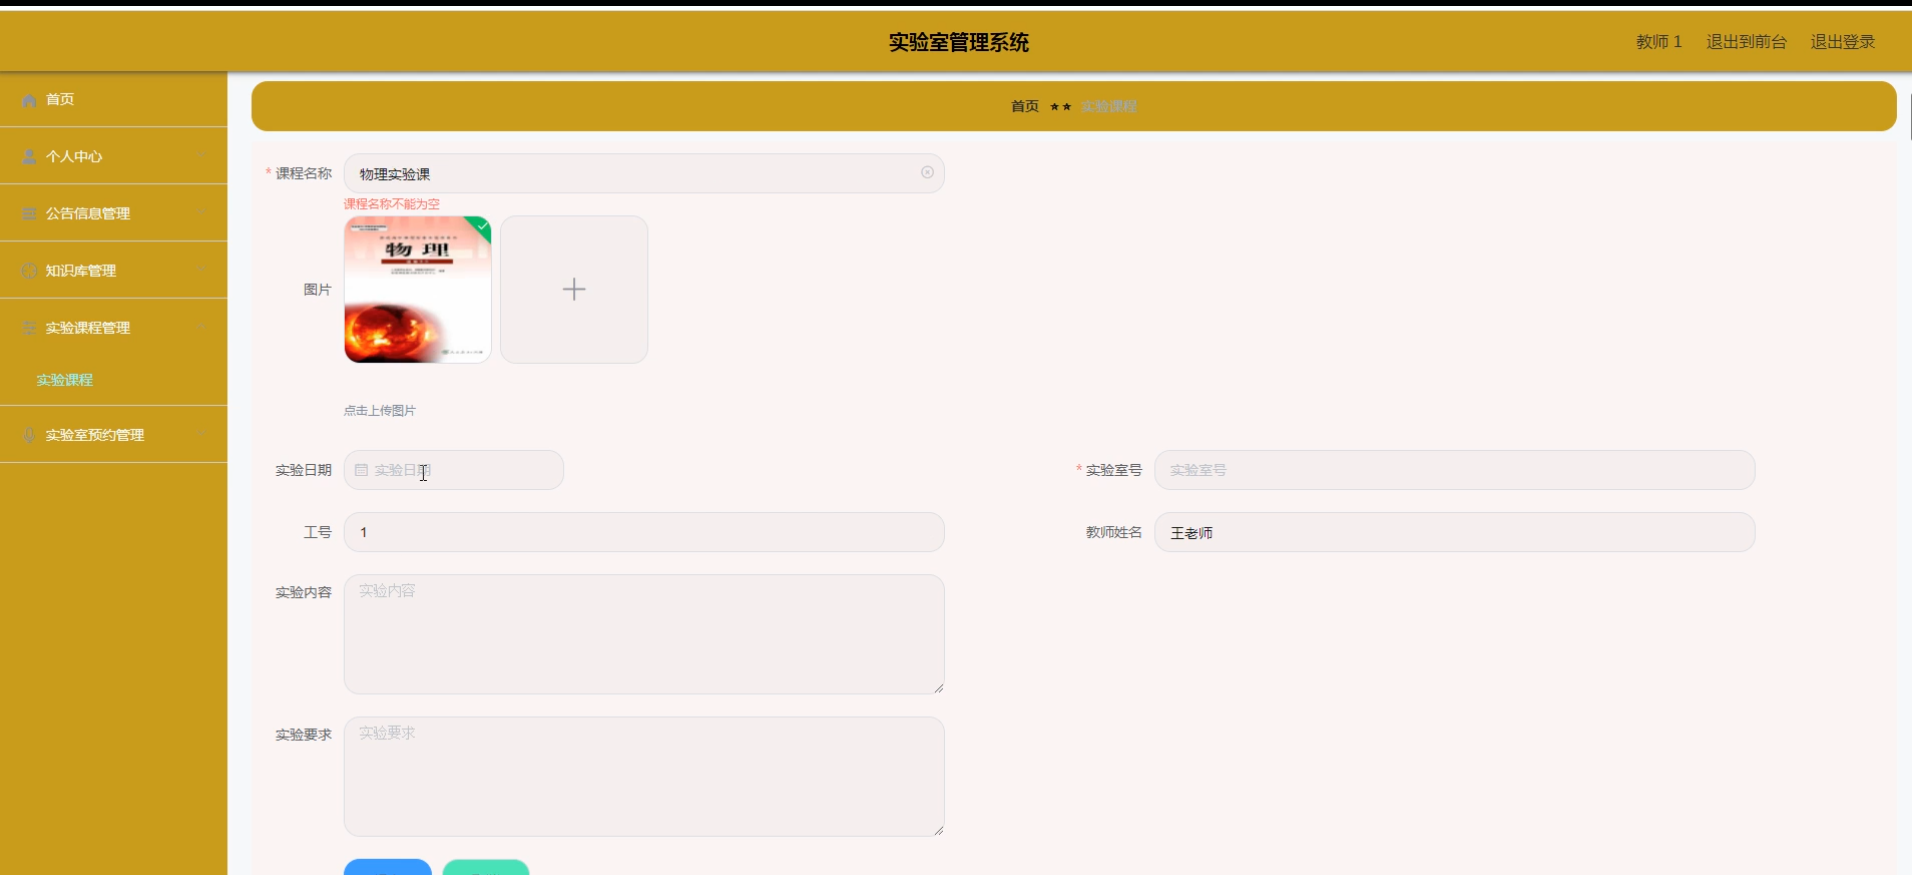 实验室管理系统
教师 1 退出到前台 退出登录
首页
个人中心
公告信息管理
知识库管理
实验课程管理
实验课程
实验室预约管理
首页 ★★ 实验课程
* 课程名称 物理实验课
课程名称不能为空
图片
物理
点击上传图片
实验日期 实验日期
* 实验室号 实验室号
工号 1
教师姓名 王老师
实验内容 实验内容
实验要求 实验要求